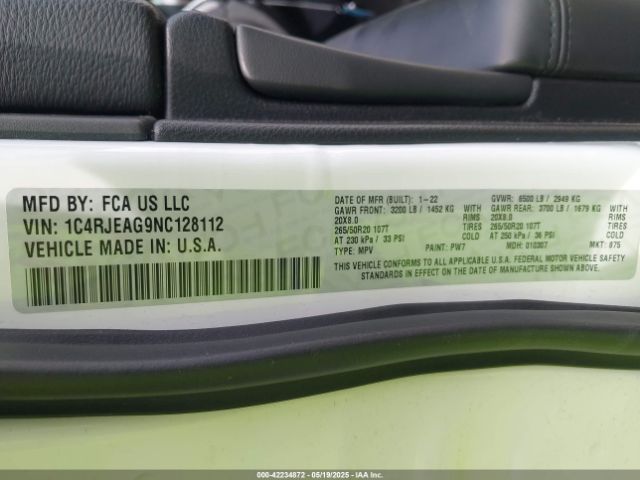 MFD BY: FCA US LLC
VIN: 1C4RJEAG9NC128112
VEHICLE MADE IN: U.S.A.
DATE OF MFR (BUILT): 1-22
GVWR: 6500 LB / 2949 KG
GAWR FRONT: 3200 LB / 1452 KG
GAWR REAR: 3700 LB / 1679 KG
20X8.0 RIMS
20X8.0 RIMS
265/50R20 107T TIRES
265/50R20 107T TIRES
AT 230 kPa / 33 PSI COLD
AT 250 kPa / 36 PSI COLD
TYPE: MPV PAINT: PW7 MDH: 010307 MKT: 875
THIS VEHICLE CONFORMS TO ALL APPLICABLE U.S.A. FEDERAL MOTOR VEHICLE SAFETY
STANDARDS IN EFFECT ON THE DATE OF MANUFACTURE SHOWN ABOVE.
000-42234872 — 05/19/2025 — © COPYRIGHT IAA, LLC